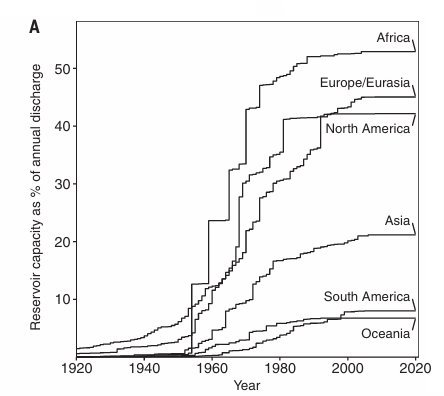 A
Reservoir capacity as % of annual discharge
50
40
30
20
10
Africa
Europe/Eurasia
North America
Asia
South America
Oceania
1920
1940
1960
1980
2000
2020
Year